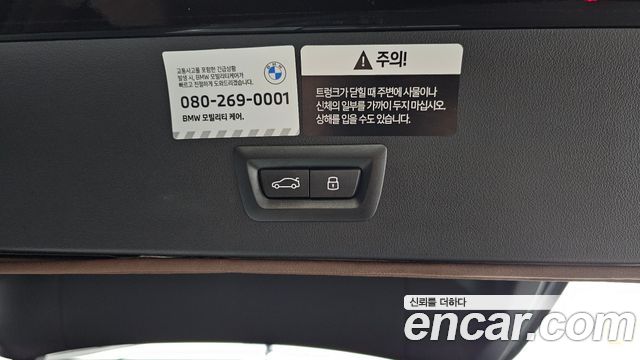 교통사고를 포함한 긴급상황
발생 시, BMW 모빌리티케어가
빠르고 친절하게 도와드리겠습니다.
080-269-0001
BMW 모빌리티 케어.
BMW
주의!
트렁크가 닫힐 때 주변에 사물이나
신체의 일부를 가까이 두지 마십시오.
상해를 입을 수도 있습니다.
신뢰를 더하다
encar.com